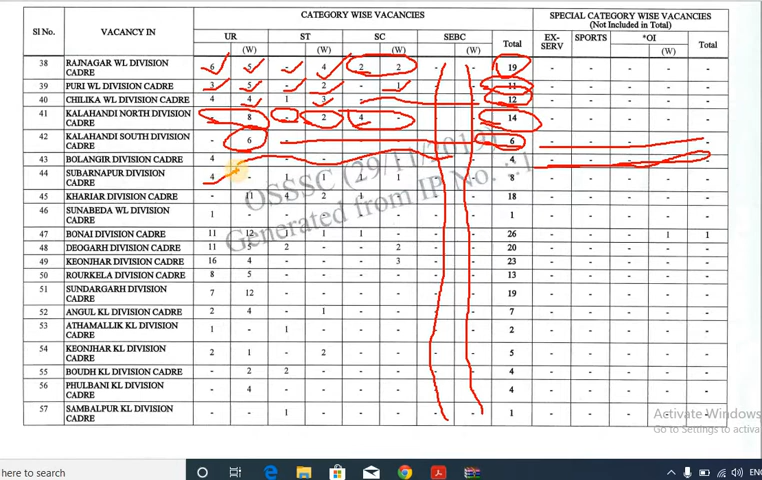 CATEGORY WISE VACANCIES
SPECIAL CATEGORY WISE VACANCIES
(Not Included in Total)
Sl No. VACANCY IN UR ST SC SEBC Total EX-SERV SPORTS *OI Total
(W) (W) (W) (W) (W)
38 RAJNAGAR WL DIVISION CADRE 6 5 - 4 2 2 - - 19 - - - - -
39 PURI WL DIVISION CADRE 3 5 - 2 - 1 - - 11 - - - - -
40 CHILIKA WL DIVISION CADRE 4 4 1 3 - - - - 12 - - - - -
41 KALAHANDI NORTH DIVISION CADRE - 8 - 2 4 - - - 14 - - - - -
42 KALAHANDI SOUTH DIVISION CADRE - 6 - - - - - - 6 - - - - -
43 BOLANGIR DIVISION CADRE 4 - - - - - - - 4 - - - - -
44 SUBARNAPUR DIVISION CADRE 4 1 1 1 1 - - 8 - - - - -
45 KHARIAR DIVISION CADRE - 11 4 2 1 - - - 18 - - - - -
46 SUNABEDA WL DIVISION CADRE 1 - - - - - - - 1 - - - - -
47 BONAI DIVISION CADRE 11 12 1 1 1 - - - 26 - - - 1 1
48 DEOGARH DIVISION CADRE 11 5 2 - - 2 - - 20 - - - - -
49 KEONJHAR DIVISION CADRE 16 4 - - - 3 - - 23 - - - - -
50 ROURKELA DIVISION CADRE 8 5 - - - - - - 13 - - - - -
51 SUNDARGARH DIVISION CADRE 7 12 - - - - - - 19 - - - - -
52 ANGUL KL DIVISION CADRE 2 4 - 1 - - - - 7 - - - - -
53 ATHAMALLIK KL DIVISION CADRE 1 - 1 - - - - - 2 - - - - -
54 KEONJHAR KL DIVISION CADRE 2 1 - 2 - - - - 5 - - - - -
55 BOUDH KL DIVISION CADRE - 2 2 - - - - - 4 - - - - -
56 PHULBANI KL DIVISION CADRE - 4 - - - - - - 4 - - - - -
57 SAMBALPUR KL DIVISION CADRE - - 1 - - - - - 1 - - - - -
OSSSC (29/11/2019)
Generated from IP No.
Activate Windows
Go to Settings to activa
here to search
ENG